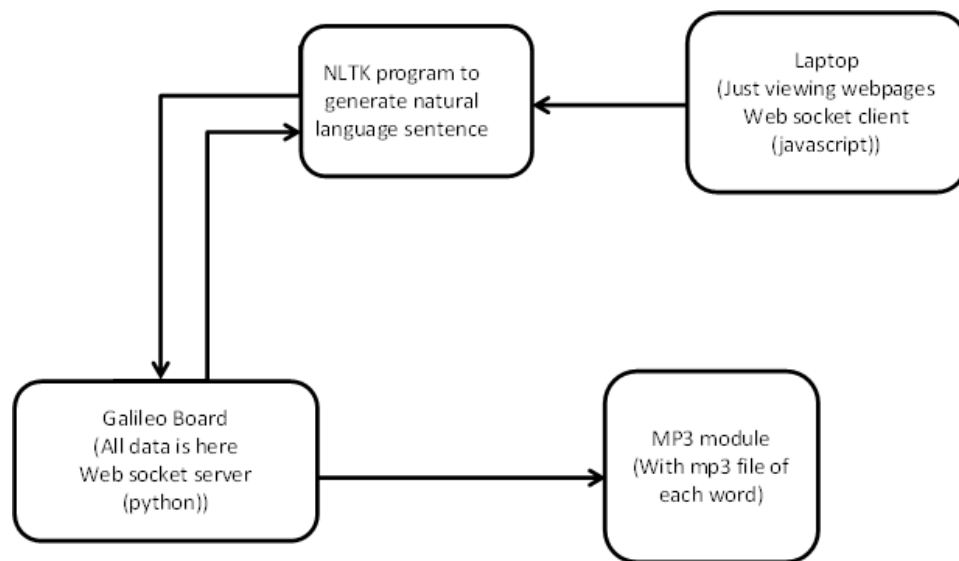 NLTK program to
generate natural
language sentence
Laptop
(Just viewing webpages
Web socket client
(javascript))
Galileo Board
(All data is here
Web socket server
(python))
MP3 module
(With mp3 file of
each word)